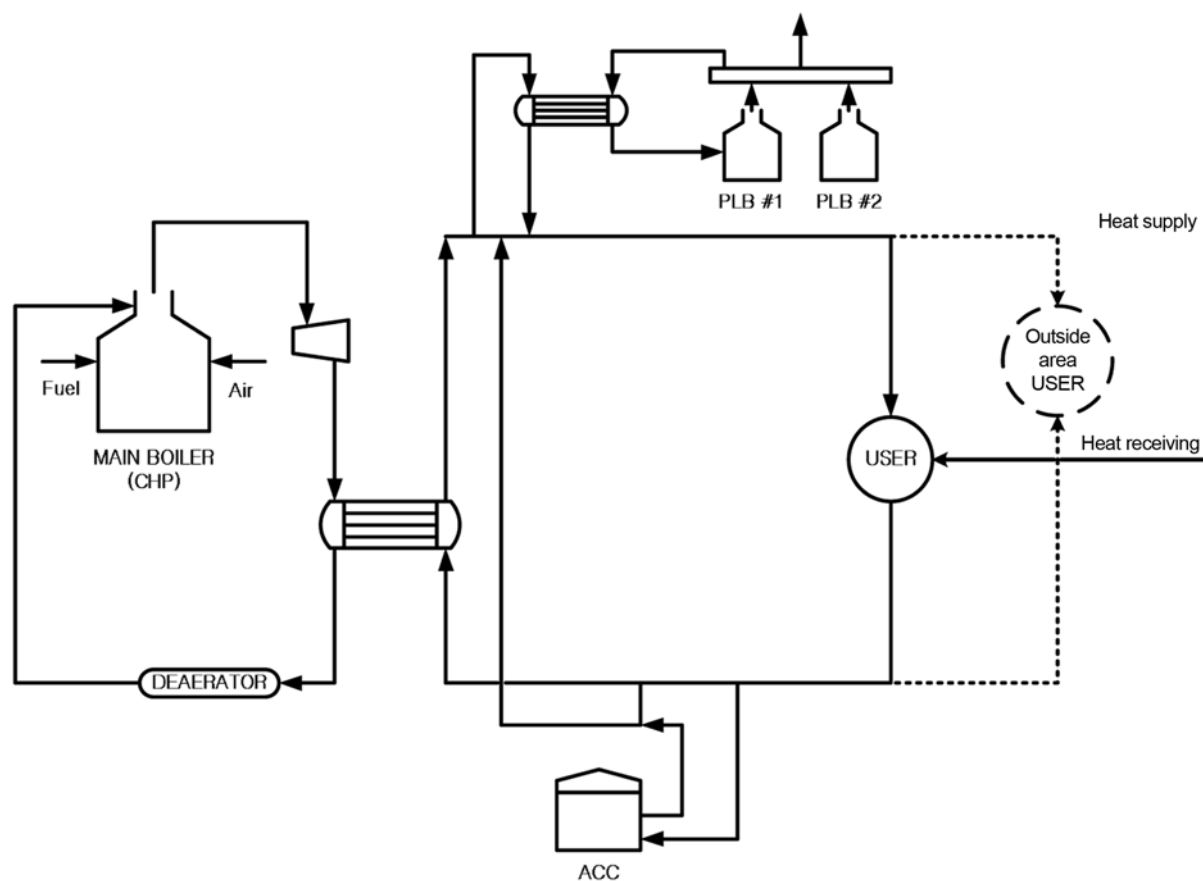 PLB #1
PLB #2
Heat supply
Outside
area
USER
Fuel
Air
MAIN BOILER
(CHP)
USER
Heat receiving
DEAERATOR
ACC